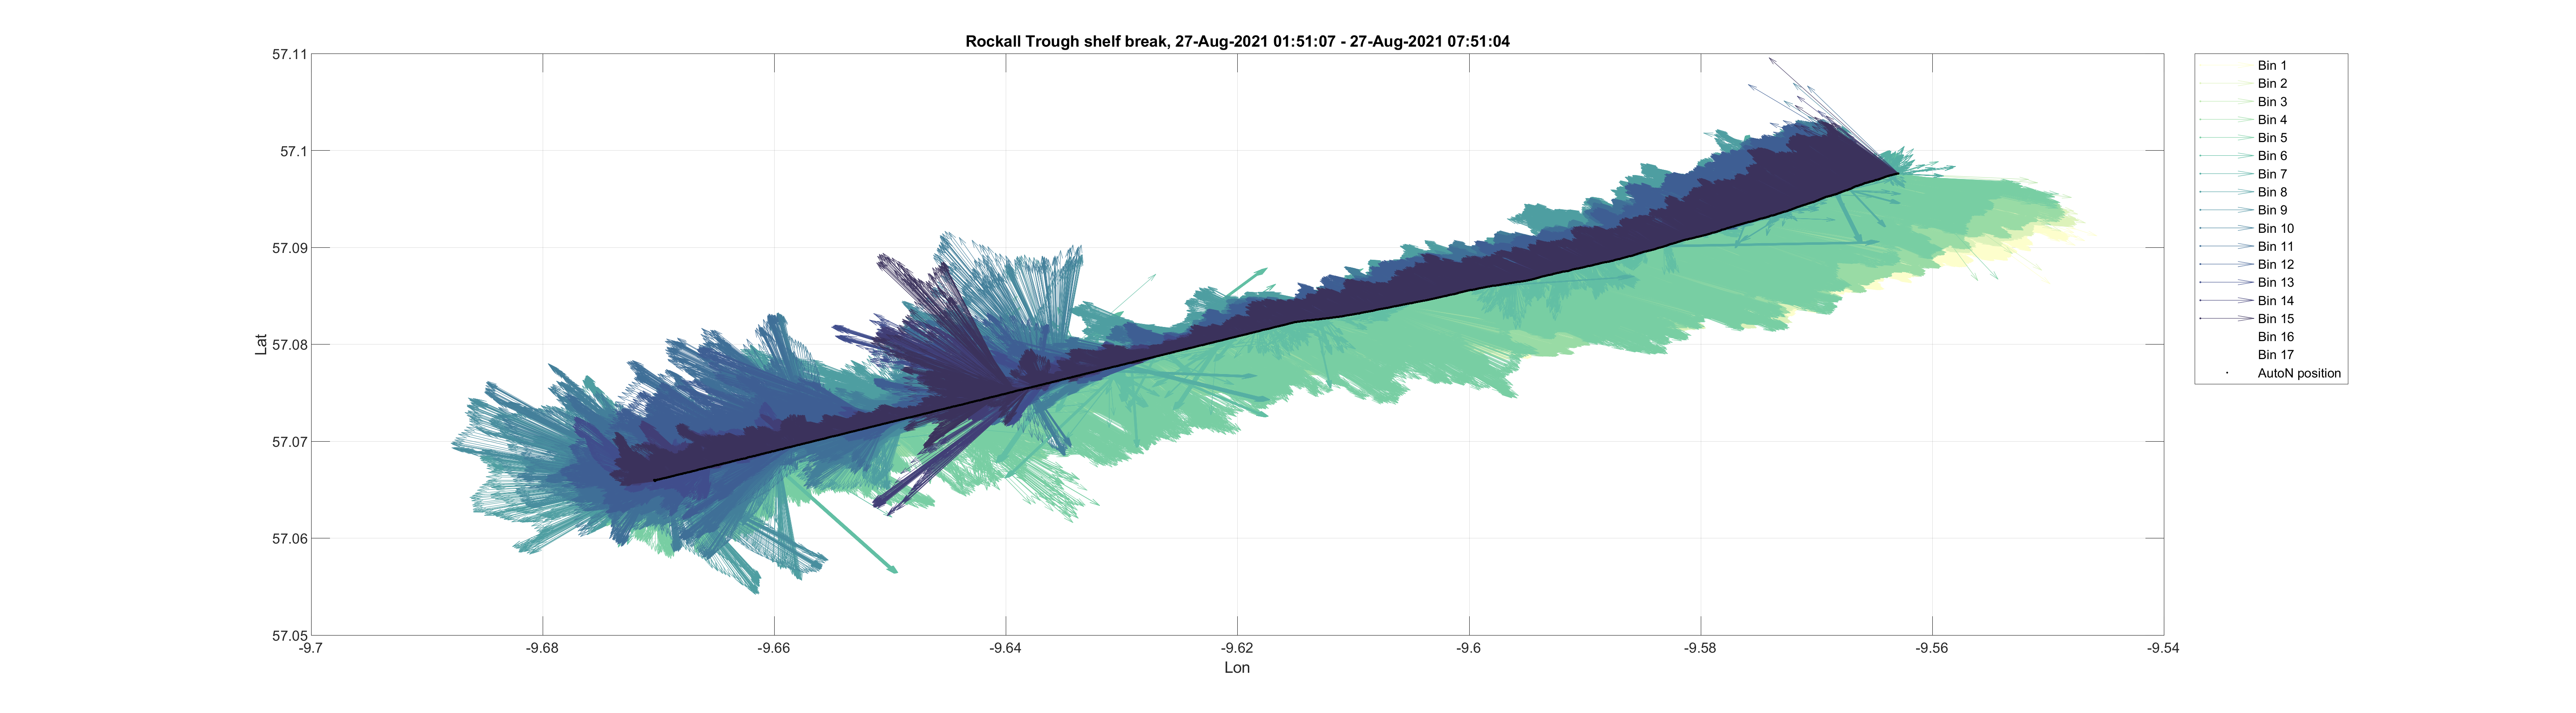 Rockall Trough shelf break, 27-Aug-2021 01:51:07 - 27-Aug-2021 07:51:04
57.11
57.1
57.09
57.08
57.07
57.06
57.05
Lat
-9.7
-9.68
-9.66
-9.64
-9.62
-9.6
-9.58
-9.56
-9.54
Lon
Bin 1
Bin 2
Bin 3
Bin 4
Bin 5
Bin 6
Bin 7
Bin 8
Bin 9
Bin 10
Bin 11
Bin 12
Bin 13
Bin 14
Bin 15
Bin 16
Bin 17
AutoN position